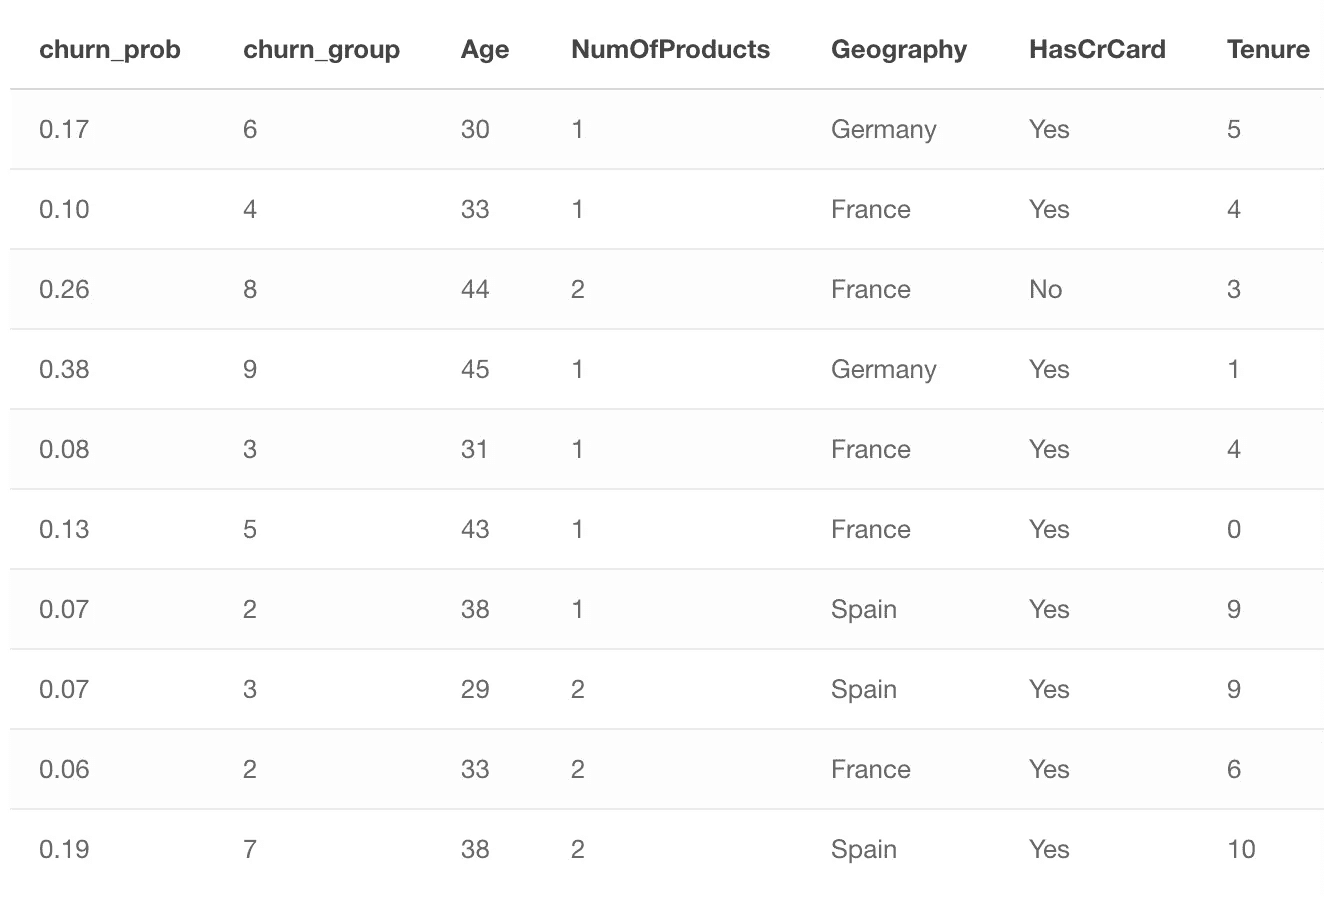 churn_prob churn_group Age NumOfProducts Geography HasCrCard Tenure
0.17 6 30 1 Germany Yes 5
0.10 4 33 1 France Yes 4
0.26 8 44 2 France No 3
0.38 9 45 1 Germany Yes 1
0.08 3 31 1 France Yes 4
0.13 5 43 1 France Yes 0
0.07 2 38 1 Spain Yes 9
0.07 3 29 2 Spain Yes 9
0.06 2 33 2 France Yes 6
0.19 7 38 2 Spain Yes 10